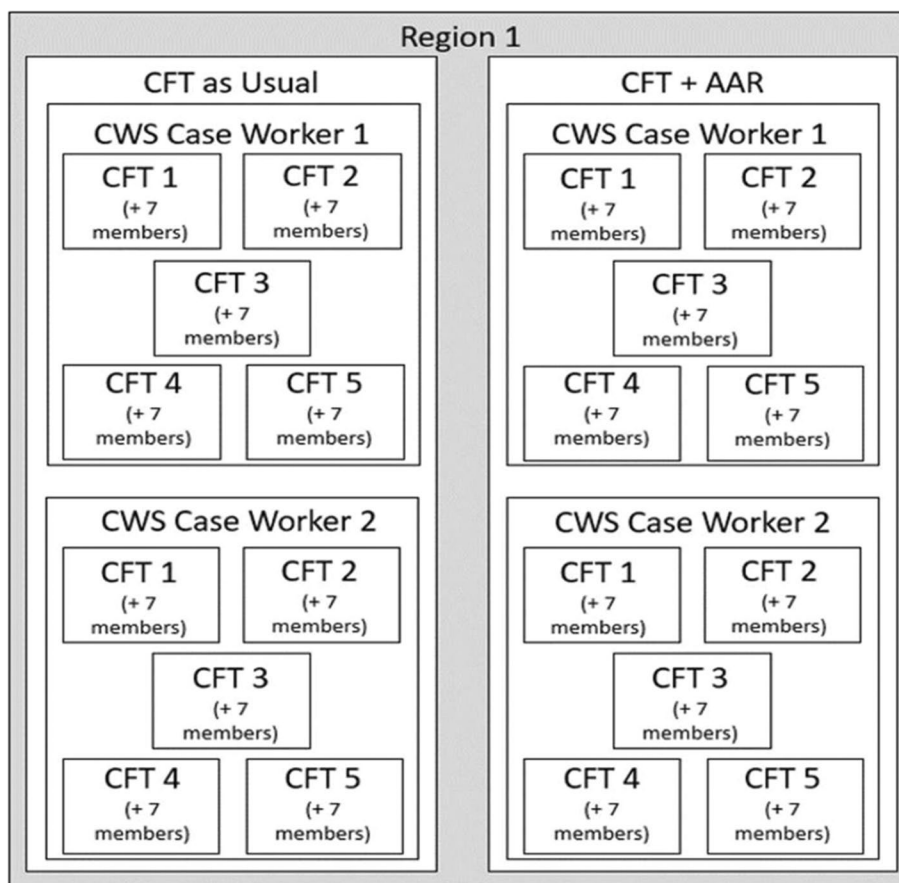 Region 1
CFT as Usual
CWS Case Worker 1
CFT 1
(+ 7
members)
CFT 2
(+ 7
members)
CFT 3
(+ 7
members)
CFT 4
(+ 7
members)
CFT 5
(+ 7
members)
CWS Case Worker 2
CFT 1
(+ 7
members)
CFT 2
(+ 7
members)
CFT 3
(+ 7
members)
CFT 4
(+ 7
members)
CFT 5
(+ 7
members)
CFT + AAR
CWS Case Worker 1
CFT 1
(+ 7
members)
CFT 2
(+ 7
members)
CFT 3
(+ 7
members)
CFT 4
(+ 7
members)
CFT 5
(+ 7
members)
CWS Case Worker 2
CFT 1
(+ 7
members)
CFT 2
(+ 7
members)
CFT 3
(+ 7
members)
CFT 4
(+ 7
members)
CFT 5
(+ 7
members)